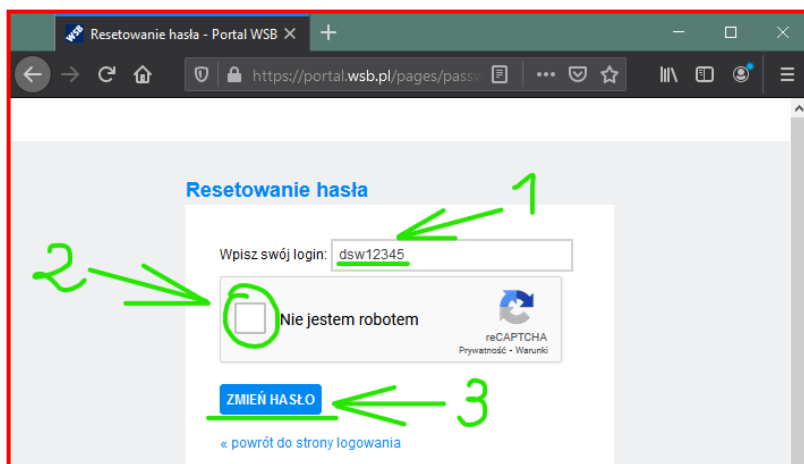 WSB Resetowanie hasła - Portal WSB
https://portal.wsb.pl/pages/passw
Resetowanie hasła
1
Wpisz swój login: dsw12345
2
Nie jestem robotem
reCAPTCHA
Prywatność - Warunki
ZMIEŃ HASŁO
3
« powrót do strony logowania